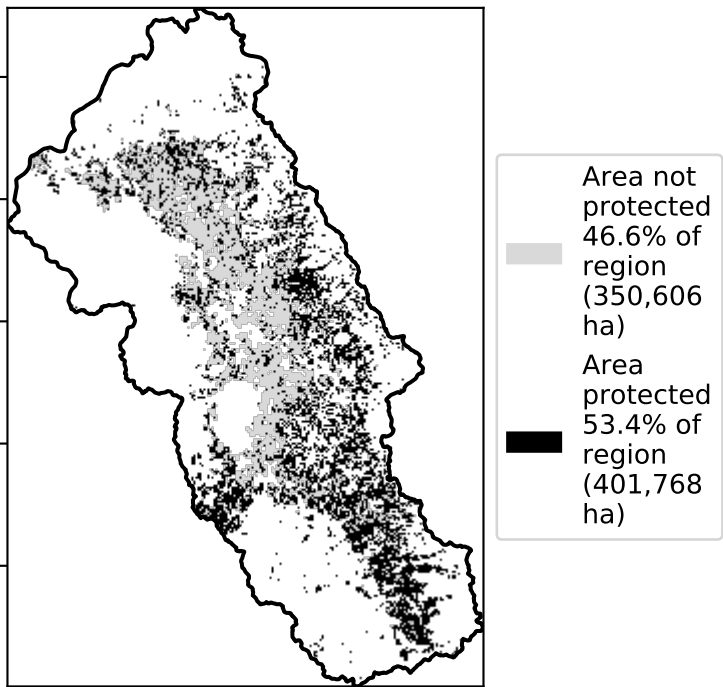 Area not
protected
46.6% of
region
(350,606
ha)
Area
protected
53.4% of
region
(401,768
ha)